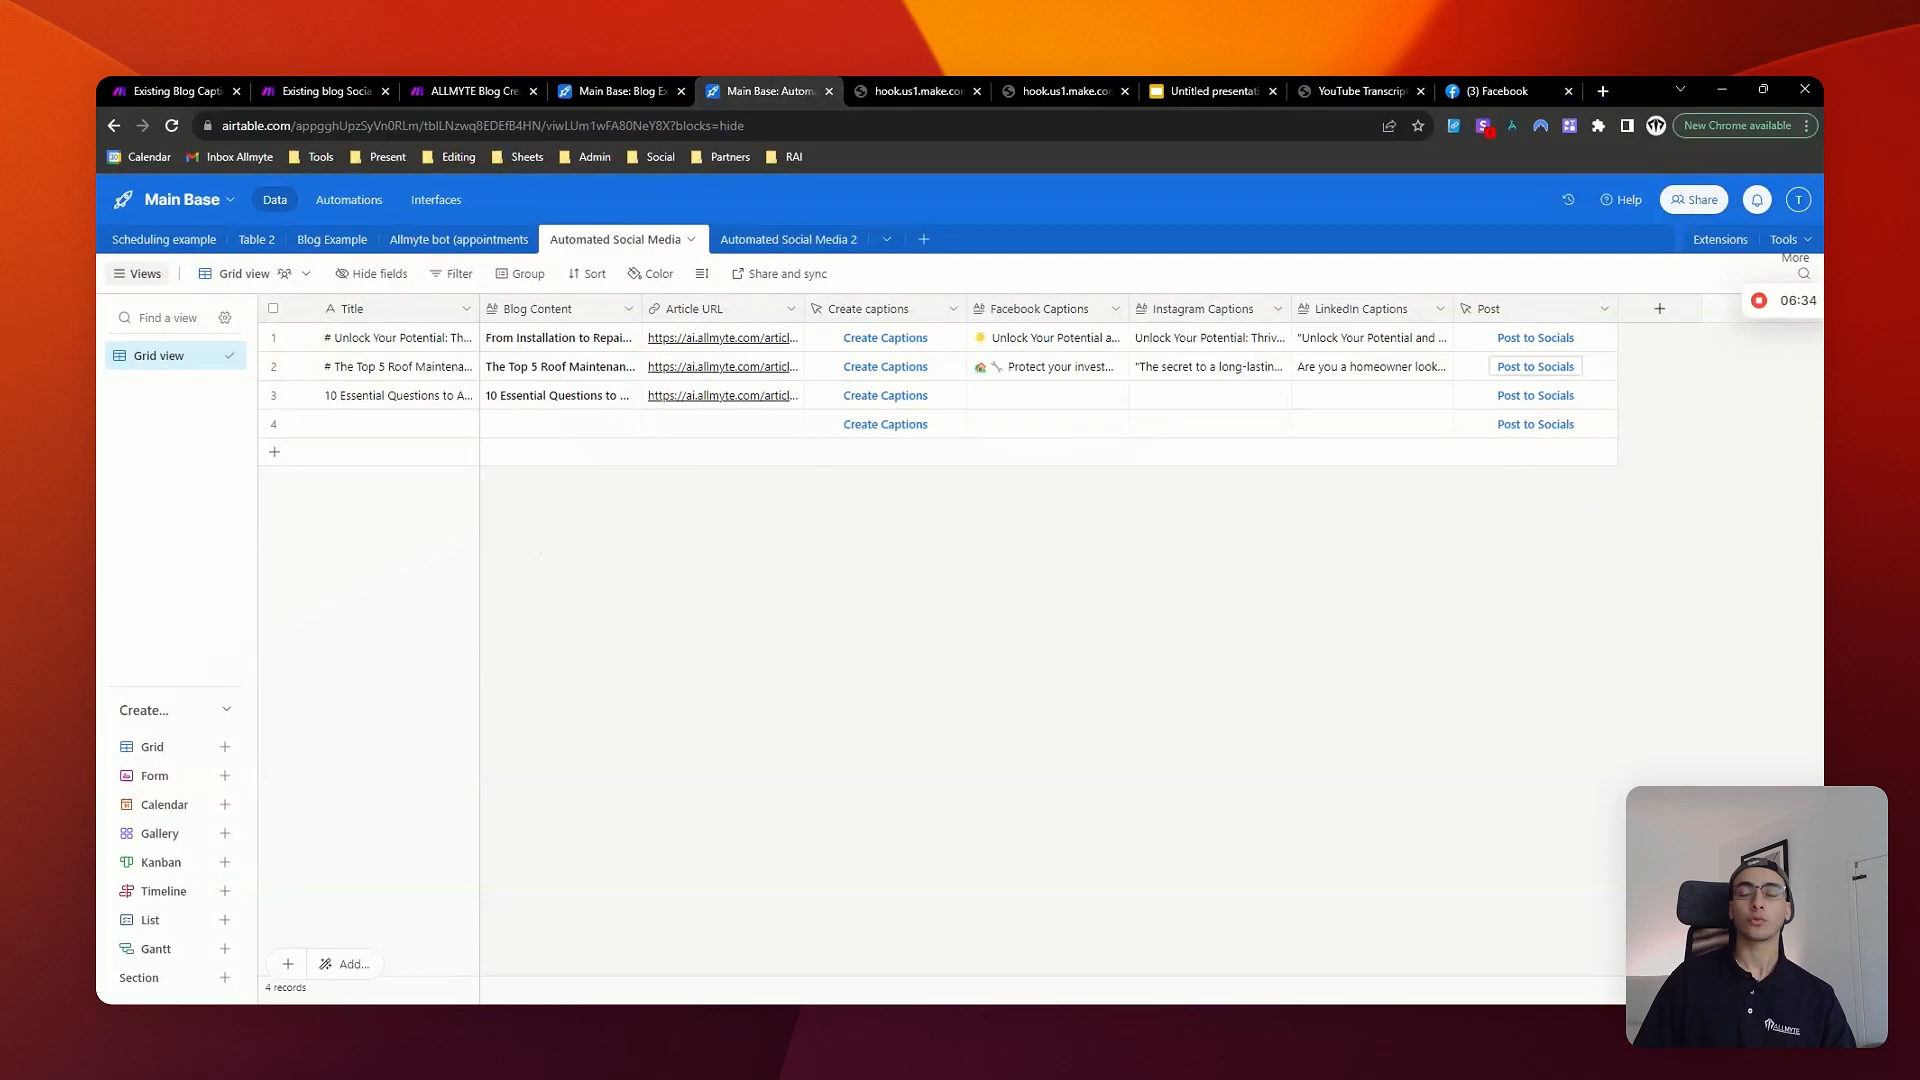 Existing Blog Capti
Existing blog Socia
ALLMYTE Blog Cre
Main Base: Blog Ex
Main Base: Autom
hook.us1.make.co
hook.us1.make.co
Untitled presentati
YouTube Transcript
(3) Facebook
airtable.com/appgghUpzSyVn0RLm/tblLNzwq8EDEfB4HN/viwLUm1wFA80NeY8X?blocks=hide
New Chrome available
Calendar
Inbox Allmyte
Tools
Present
Editing
Sheets
Admin
Social
Partners
RAI
Main Base
Data
Automations
Interfaces
Help
Share
T
Scheduling example
Table 2
Blog Example
Allmyte bot (appointments
Automated Social Media
Automated Social Media 2
Extensions
Tools
More
Views
Grid view
Hide fields
Filter
Group
Sort
Color
Share and sync
06:34
Find a view
Grid view
Title
Blog Content
Article URL
Create captions
Facebook Captions
Instagram Captions
LinkedIn Captions
Post
1
# Unlock Your Potential: Th...
From Installation to Repai...
https://ai.allmyte.com/articl...
Create Captions
☀️ Unlock Your Potential a...
Unlock Your Potential: Thriv...
"Unlock Your Potential and ...
Post to Socials
2
# The Top 5 Roof Maintena...
The Top 5 Roof Maintenan...
https://ai.allmyte.com/articl...
Create Captions
🏠 🔧 Protect your invest...
"The secret to a long-lastin...
Are you a homeowner look...
Post to Socials
3
10 Essential Questions to A...
10 Essential Questions to ...
https://ai.allmyte.com/articl...
Create Captions
Post to Socials
4
Create Captions
Post to Socials
Create...
Grid
Form
Calendar
Gallery
Kanban
Timeline
List
Gantt
Section
Add...
4 records
ALLMYTE